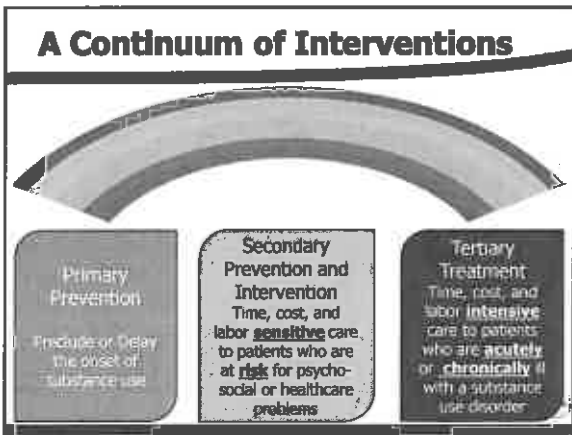 A Continuum of Interventions
Primary
Prevention
Preclude or Delay
the onset of
substance use
Secondary
Prevention and
Intervention
Time, cost, and
labor sensitive care
to patients who are
at risk for psycho-
social or healthcare
problems
Tertiary
Treatment
Time, cost, and
labor intensive
care to patients
who are acutely
or chronically ill
with a substance
use disorder